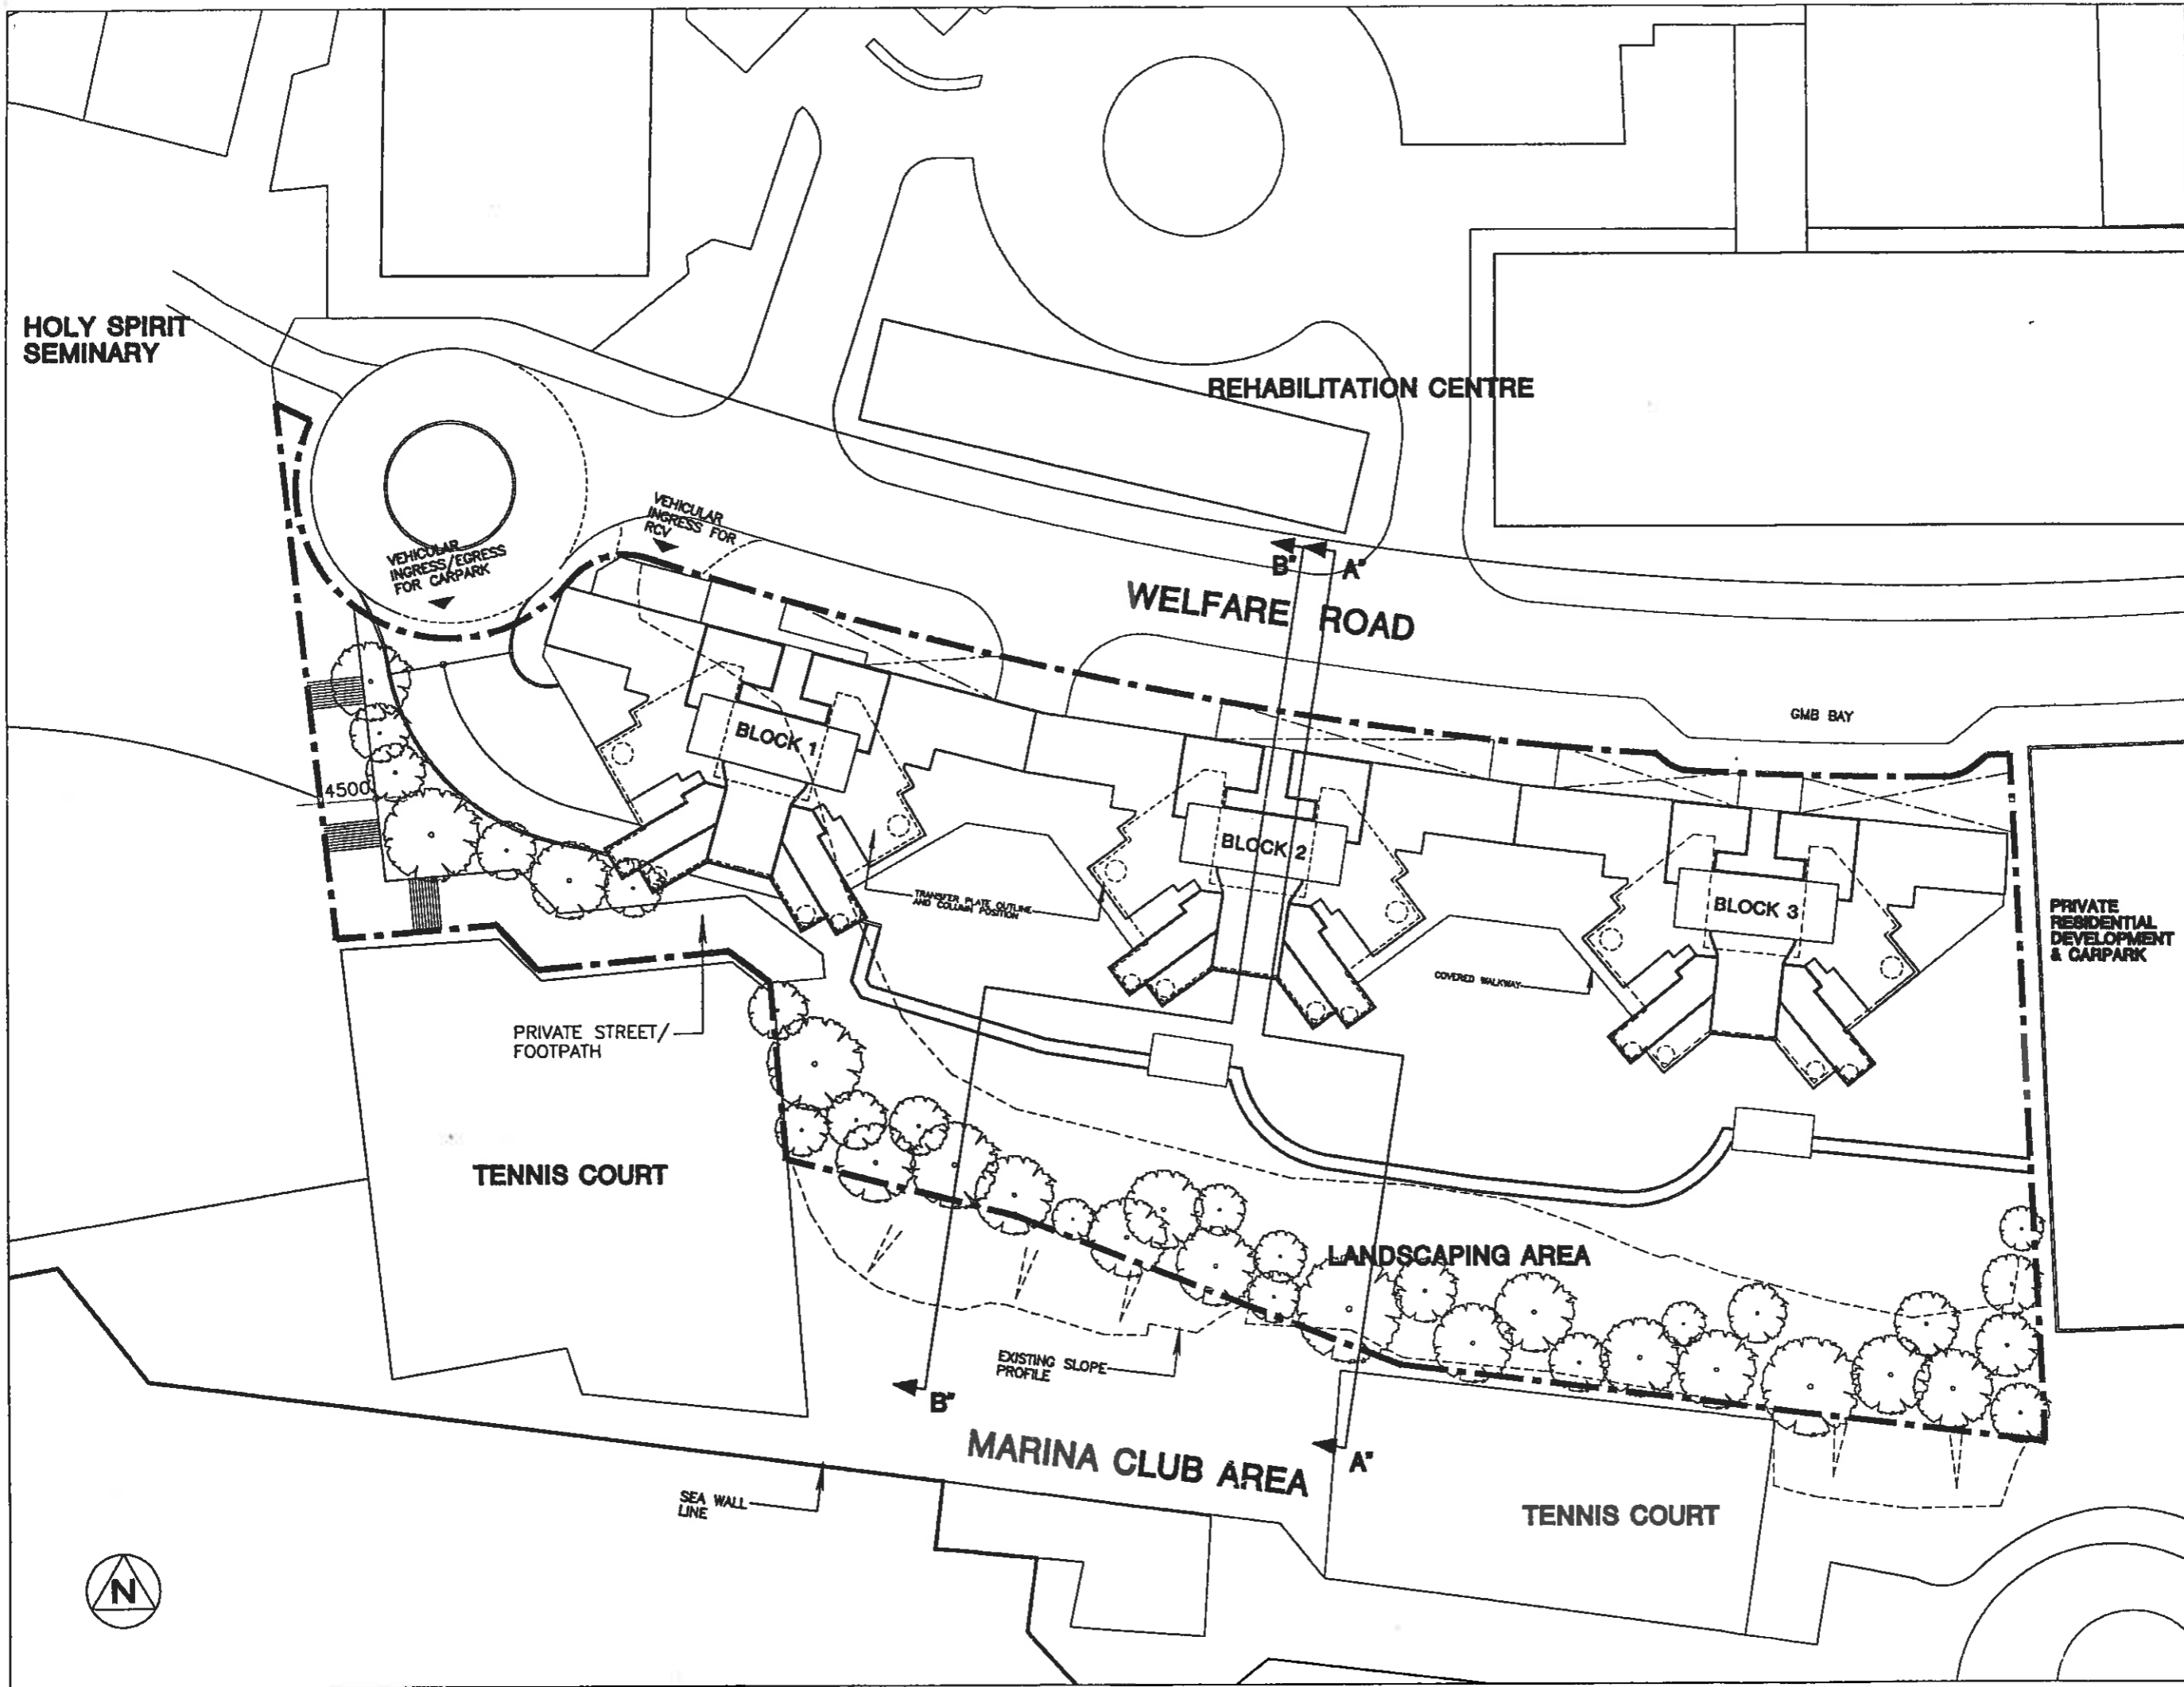 HOLY SPIRIT
SEMINARY
REHABILITATION CENTRE
VEHICULAR
INGRESS FOR
RCV
VEHICULAR
INGRESS/EGRESS
FOR CARPARK
B"
A"
WELFARE ROAD
GMB BAY
BLOCK 1
4500
BLOCK 2
TRANSFER PLATE OUTLINE
AND COLUMN POSITION
BLOCK 3
PRIVATE
RESIDENTIAL
DEVELOPMENT
& CARPARK
COVERED WALKWAY
PRIVATE STREET/
FOOTPATH
TENNIS COURT
LANDSCAPING AREA
EXISTING SLOPE
PROFILE
B"
MARINA CLUB AREA
A"
SEA WALL
LINE
TENNIS COURT
N